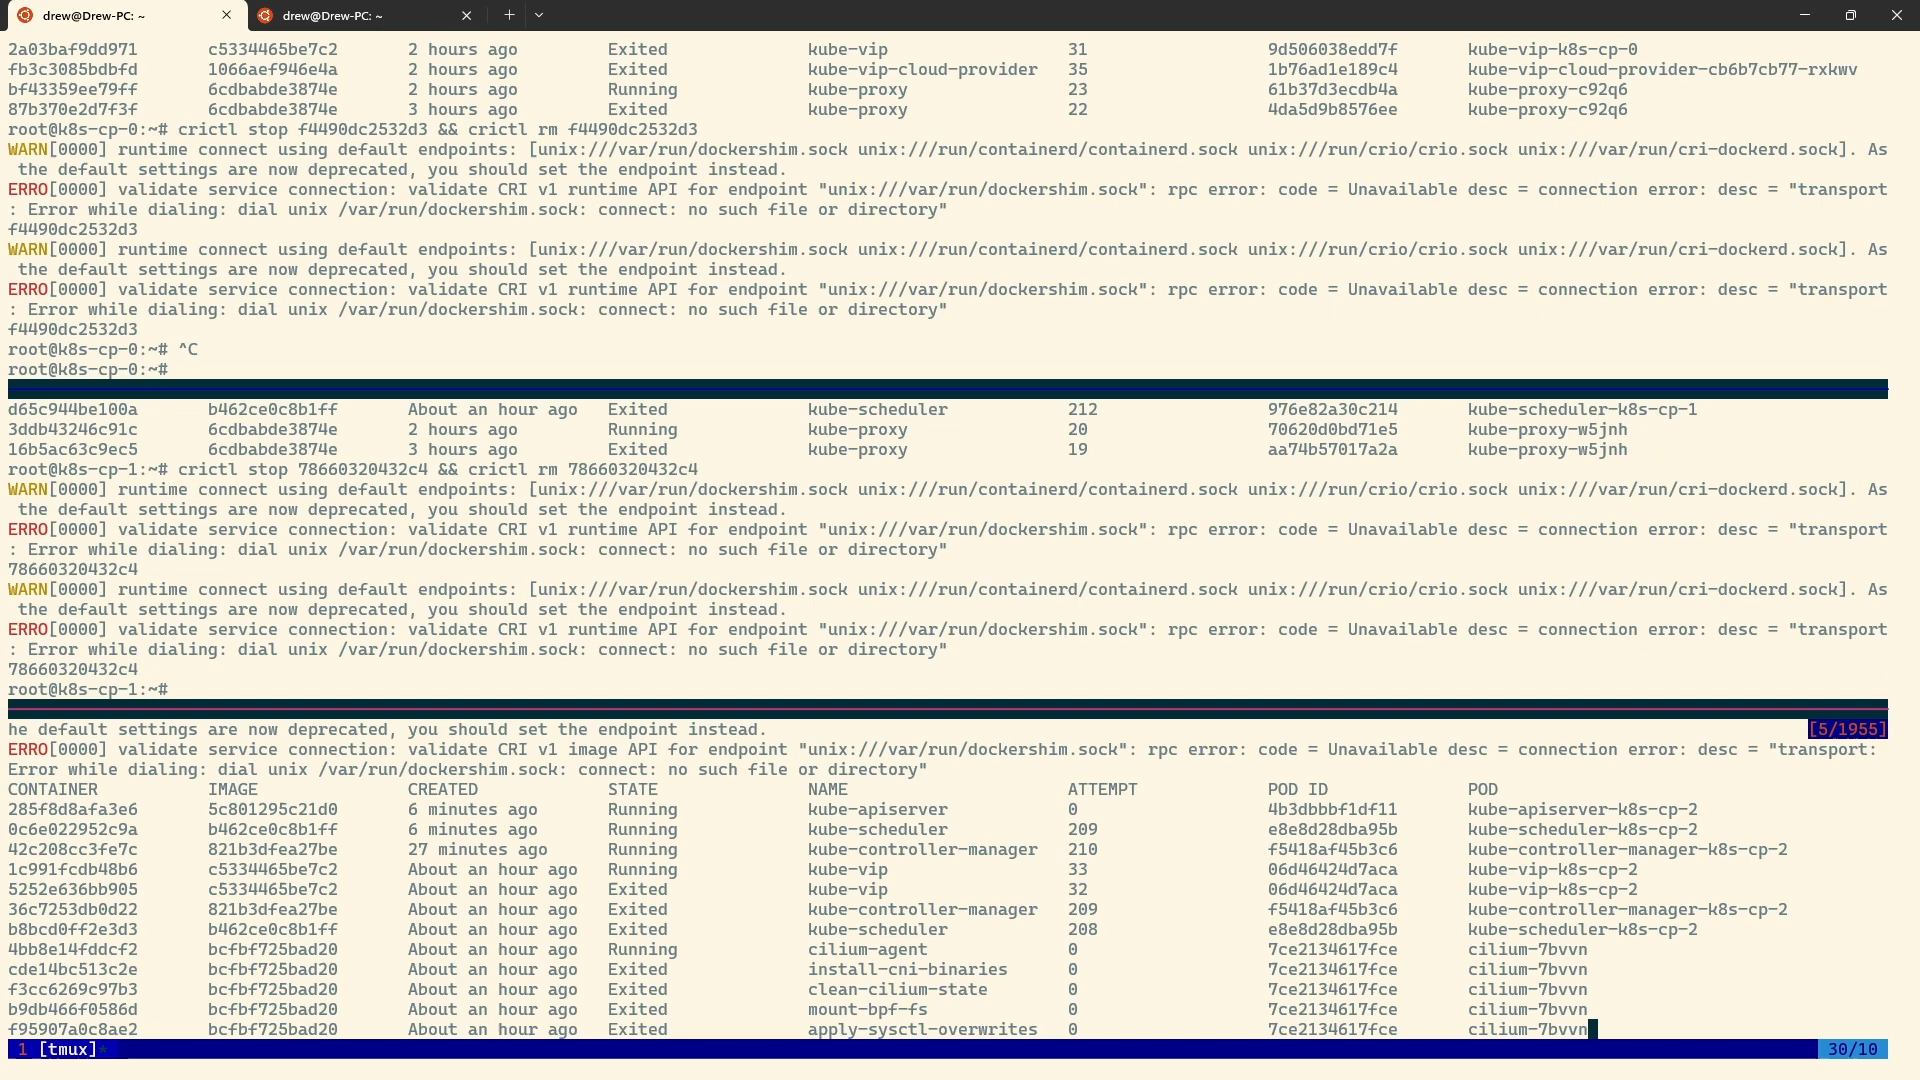 drew@Drew-PC: ~
drew@Drew-PC: ~
2a03baf9dd971 c5334465be7c2 2 hours ago Exited kube-vip 31 9d506038edd7f kube-vip-k8s-cp-0
fb3c3085bdbfd 1066aef946e4a 2 hours ago Exited kube-vip-cloud-provider 35 1b76ad1e189c4 kube-vip-cloud-provider-cb6b7cb77-rxkwv
bf43359ee79ff 6cdbabde3874e 2 hours ago Running kube-proxy 23 61b37d3ecdb4a kube-proxy-c92q6
87b370e2d7f3f 6cdbabde3874e 3 hours ago Exited kube-proxy 22 4da5d9b8576ee kube-proxy-c92q6
root@k8s-cp-0:~# crictl stop f4490dc2532d3 && crictl rm f4490dc2532d3
WARN[0000] runtime connect using default endpoints: [unix:///var/run/dockershim.sock unix:///run/containerd/containerd.sock unix:///run/crio/crio.sock unix:///var/run/cri-dockerd.sock]. As
the default settings are now deprecated, you should set the endpoint instead.
ERRO[0000] validate service connection: validate CRI v1 runtime API for endpoint "unix:///var/run/dockershim.sock": rpc error: code = Unavailable desc = connection error: desc = "transport
: Error while dialing: dial unix /var/run/dockershim.sock: connect: no such file or directory"
f4490dc2532d3
WARN[0000] runtime connect using default endpoints: [unix:///var/run/dockershim.sock unix:///run/containerd/containerd.sock unix:///run/crio/crio.sock unix:///var/run/cri-dockerd.sock]. As
the default settings are now deprecated, you should set the endpoint instead.
ERRO[0000] validate service connection: validate CRI v1 runtime API for endpoint "unix:///var/run/dockershim.sock": rpc error: code = Unavailable desc = connection error: desc = "transport
: Error while dialing: dial unix /var/run/dockershim.sock: connect: no such file or directory"
f4490dc2532d3
root@k8s-cp-0:~# ^C
root@k8s-cp-0:~#
d65c944be100a b462ce0c8b1ff About an hour ago Exited kube-scheduler 212 976e82a30c214 kube-scheduler-k8s-cp-1
3ddb43246c91c 6cdbabde3874e 2 hours ago Running kube-proxy 20 70620d0bd71e5 kube-proxy-w5jnh
16b5ac63c9ec5 6cdbabde3874e 3 hours ago Exited kube-proxy 19 aa74b57017a2a kube-proxy-w5jnh
root@k8s-cp-1:~# crictl stop 78660320432c4 && crictl rm 78660320432c4
WARN[0000] runtime connect using default endpoints: [unix:///var/run/dockershim.sock unix:///run/containerd/containerd.sock unix:///run/crio/crio.sock unix:///var/run/cri-dockerd.sock]. As
the default settings are now deprecated, you should set the endpoint instead.
ERRO[0000] validate service connection: validate CRI v1 runtime API for endpoint "unix:///var/run/dockershim.sock": rpc error: code = Unavailable desc = connection error: desc = "transport
: Error while dialing: dial unix /var/run/dockershim.sock: connect: no such file or directory"
78660320432c4
WARN[0000] runtime connect using default endpoints: [unix:///var/run/dockershim.sock unix:///run/containerd/containerd.sock unix:///run/crio/crio.sock unix:///var/run/cri-dockerd.sock]. As
the default settings are now deprecated, you should set the endpoint instead.
ERRO[0000] validate service connection: validate CRI v1 runtime API for endpoint "unix:///var/run/dockershim.sock": rpc error: code = Unavailable desc = connection error: desc = "transport
: Error while dialing: dial unix /var/run/dockershim.sock: connect: no such file or directory"
78660320432c4
root@k8s-cp-1:~#
he default settings are now deprecated, you should set the endpoint instead. [5/1955]
ERRO[0000] validate service connection: validate CRI v1 image API for endpoint "unix:///var/run/dockershim.sock": rpc error: code = Unavailable desc = connection error: desc = "transport:
Error while dialing: dial unix /var/run/dockershim.sock: connect: no such file or directory"
CONTAINER IMAGE CREATED STATE NAME ATTEMPT POD ID POD
285f8d8afa3e6 5c801295c21d0 6 minutes ago Running kube-apiserver 0 4b3dbbbf1df11 kube-apiserver-k8s-cp-2
0c6e022952c9a b462ce0c8b1ff 6 minutes ago Running kube-scheduler 209 e8e8d28dba95b kube-scheduler-k8s-cp-2
42c208cc3fe7c 821b3dfea27be 27 minutes ago Running kube-controller-manager 210 f5418af45b3c6 kube-controller-manager-k8s-cp-2
1c991fcdb48b6 c5334465be7c2 About an hour ago Running kube-vip 33 06d46424d7aca kube-vip-k8s-cp-2
5252e636bb905 c5334465be7c2 About an hour ago Exited kube-vip 32 06d46424d7aca kube-vip-k8s-cp-2
36c7253db0d22 821b3dfea27be About an hour ago Exited kube-controller-manager 209 f5418af45b3c6 kube-controller-manager-k8s-cp-2
b8bcd0ff2e3d3 b462ce0c8b1ff About an hour ago Exited kube-scheduler 208 e8e8d28dba95b kube-scheduler-k8s-cp-2
4bb8e14fddcf2 bcfbf725bad20 About an hour ago Running cilium-agent 0 7ce2134617fce cilium-7bvvn
cde14bc513c2e bcfbf725bad20 About an hour ago Exited install-cni-binaries 0 7ce2134617fce cilium-7bvvn
f3cc6269c97b3 bcfbf725bad20 About an hour ago Exited clean-cilium-state 0 7ce2134617fce cilium-7bvvn
b9db466f0586d bcfbf725bad20 About an hour ago Exited mount-bpf-fs 0 7ce2134617fce cilium-7bvvn
f95907a0c8ae2 bcfbf725bad20 About an hour ago Exited apply-sysctl-overwrites 0 7ce2134617fce cilium-7bvvn
1 [tmux]* 30/10